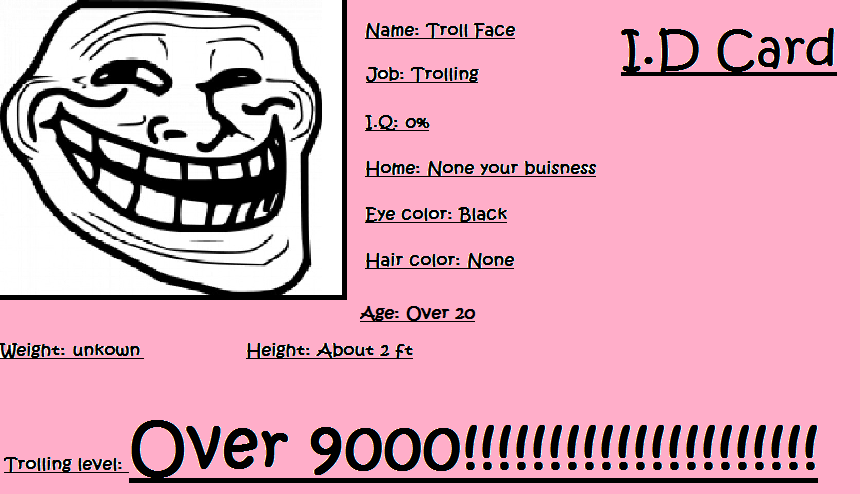 I.D Card
Name: Troll Face
Job: Trolling
I.Q: 0%
Home: None your buisness
Eye color: Black
Hair color: None
Age: Over 20
Weight: unkown
Height: About 2 ft
Trolling level: Over 9000!!!!!!!!!!!!!!!!!!!!!